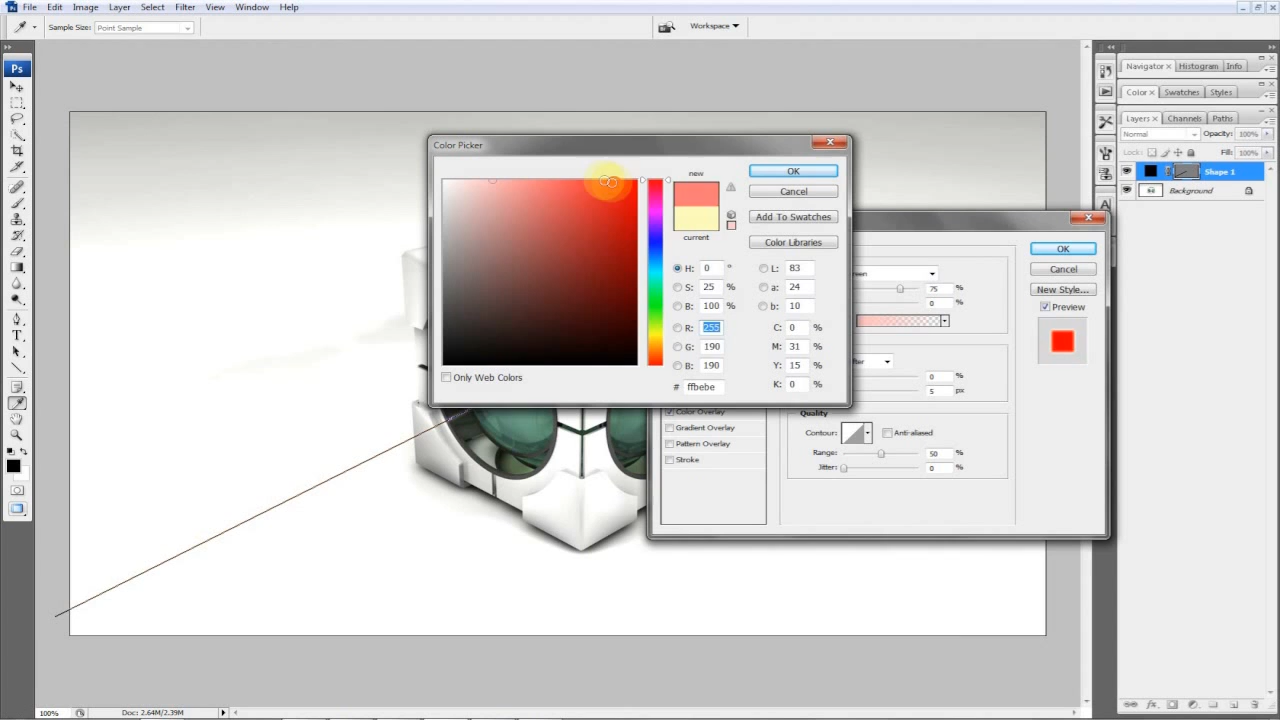 File Edit Image Layer Select Filter View Window Help
Sample Size: Point Sample
Workspace
Ps
Navigator × Histogram Info
Color × Swatches Styles
Layers × Channels Paths
Normal Opacity: 100%
Lock: Fill: 100%
Shape 1
Background
A
Color Picker
new
current
OK
Cancel
Add To Swatches
Color Libraries
H: 0 °
S: 25 %
B: 100 %
R: 255
G: 190
B: 190
# ffbebe
L: 83
a: 24
b: 10
C: 0 %
M: 31 %
Y: 15 %
K: 0 %
Only Web Colors
75 %
0 %
0 %
5 px
Quality
Contour: Anti-aliased
Range: 50 %
Jitter: 0 %
Color Overlay
Gradient Overlay
Pattern Overlay
Stroke
OK
Cancel
New Style...
Preview
100% Doc: 2.64M/2.39M